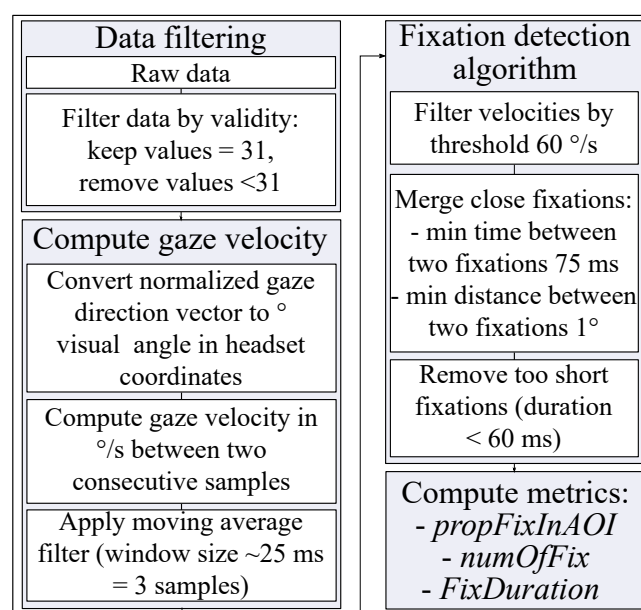 Data filtering
Raw data
Filter data by validity:
keep values = 31,
remove values <31
Compute gaze velocity
Convert normalized gaze
direction vector to °
visual angle in headset
coordinates
Compute gaze velocity in
°/s between two
consecutive samples
Apply moving average
filter (window size ~25 ms
= 3 samples)
Fixation detection
algorithm
Filter velocities by
threshold 60 °/s
Merge close fixations:
- min time between
two fixations 75 ms
- min distance between
two fixations 1°
Remove too short
fixations (duration
< 60 ms)
Compute metrics:
- propFixInAOI
- numOfFix
- FixDuration